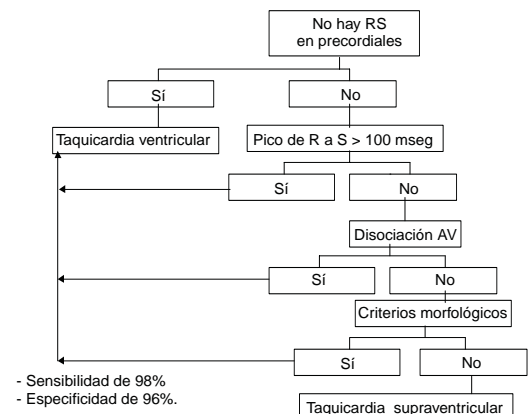 No hay RS
en precordiales
Sí
No
Taquicardia ventricular
Pico de R a S > 100 mseg
Sí
No
Disociación AV
Sí
No
Criterios morfológicos
Sí
No
- Sensibilidad de 98%
- Especificidad de 96%.
Taquicardia supraventricular